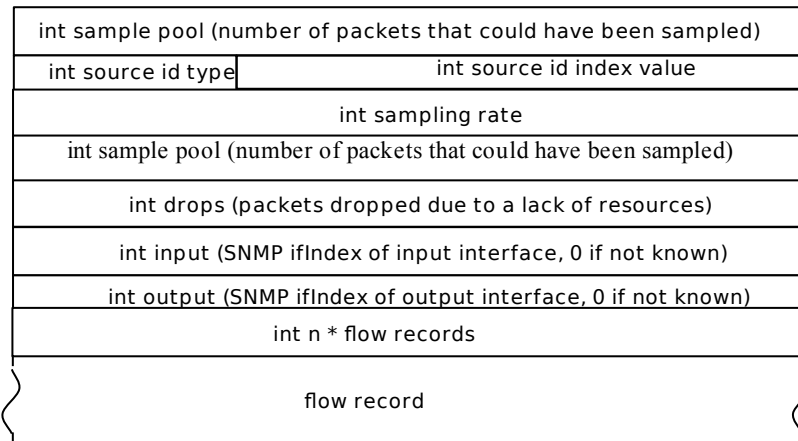 int sample pool (number of packets that could have been sampled)
int source id type int source id index value
int sampling rate
int sample pool (number of packets that could have been sampled)
int drops (packets dropped due to a lack of resources)
int input (SNMP ifIndex of input interface, 0 if not known)
int output (SNMP ifIndex of output interface, 0 if not known)
int n * flow records
flow record